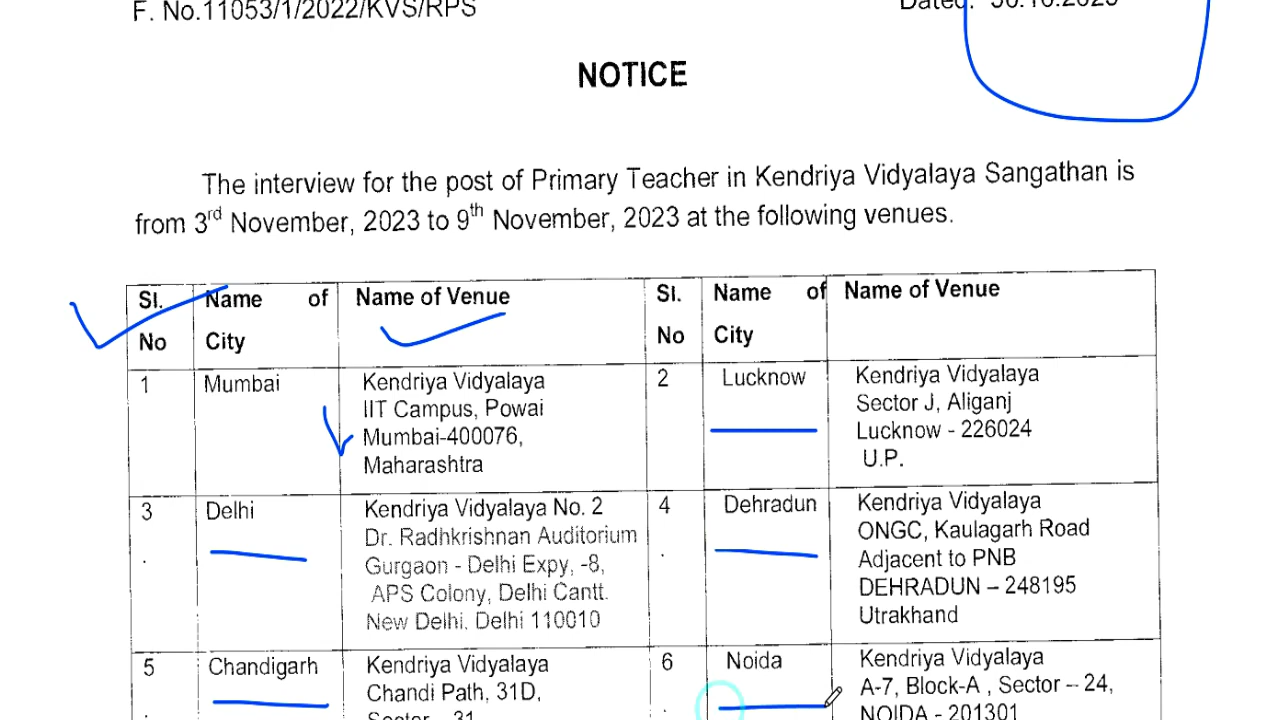 F. No.11053/1/2022/KVS/RPS
Dated: 30.10.2023
NOTICE
The interview for the post of Primary Teacher in Kendriya Vidyalaya Sangathan is
from 3rd November, 2023 to 9th November, 2023 at the following venues.
Sl. No
Name of City
Name of Venue
Sl. No
Name of City
Name of Venue
1
Mumbai
Kendriya Vidyalaya
IIT Campus, Powai
Mumbai-400076,
Maharashtra
2
Lucknow
Kendriya Vidyalaya
Sector J, Aliganj
Lucknow - 226024
U.P.
3.
Delhi
Kendriya Vidyalaya No. 2
Dr. Radhkrishnan Auditorium
Gurgaon - Delhi Expy, -8,
APS Colony, Delhi Cantt.
New Delhi. Delhi 110010
4.
Dehradun
Kendriya Vidyalaya
ONGC, Kaulagarh Road
Adjacent to PNB
DEHRADUN – 248195
Utrakhand
5.
Chandigarh
Kendriya Vidyalaya
Chandi Path, 31D,
Sector – 31
6.
Noida
Kendriya Vidyalaya
A-7, Block-A , Sector – 24,
NOIDA - 201301